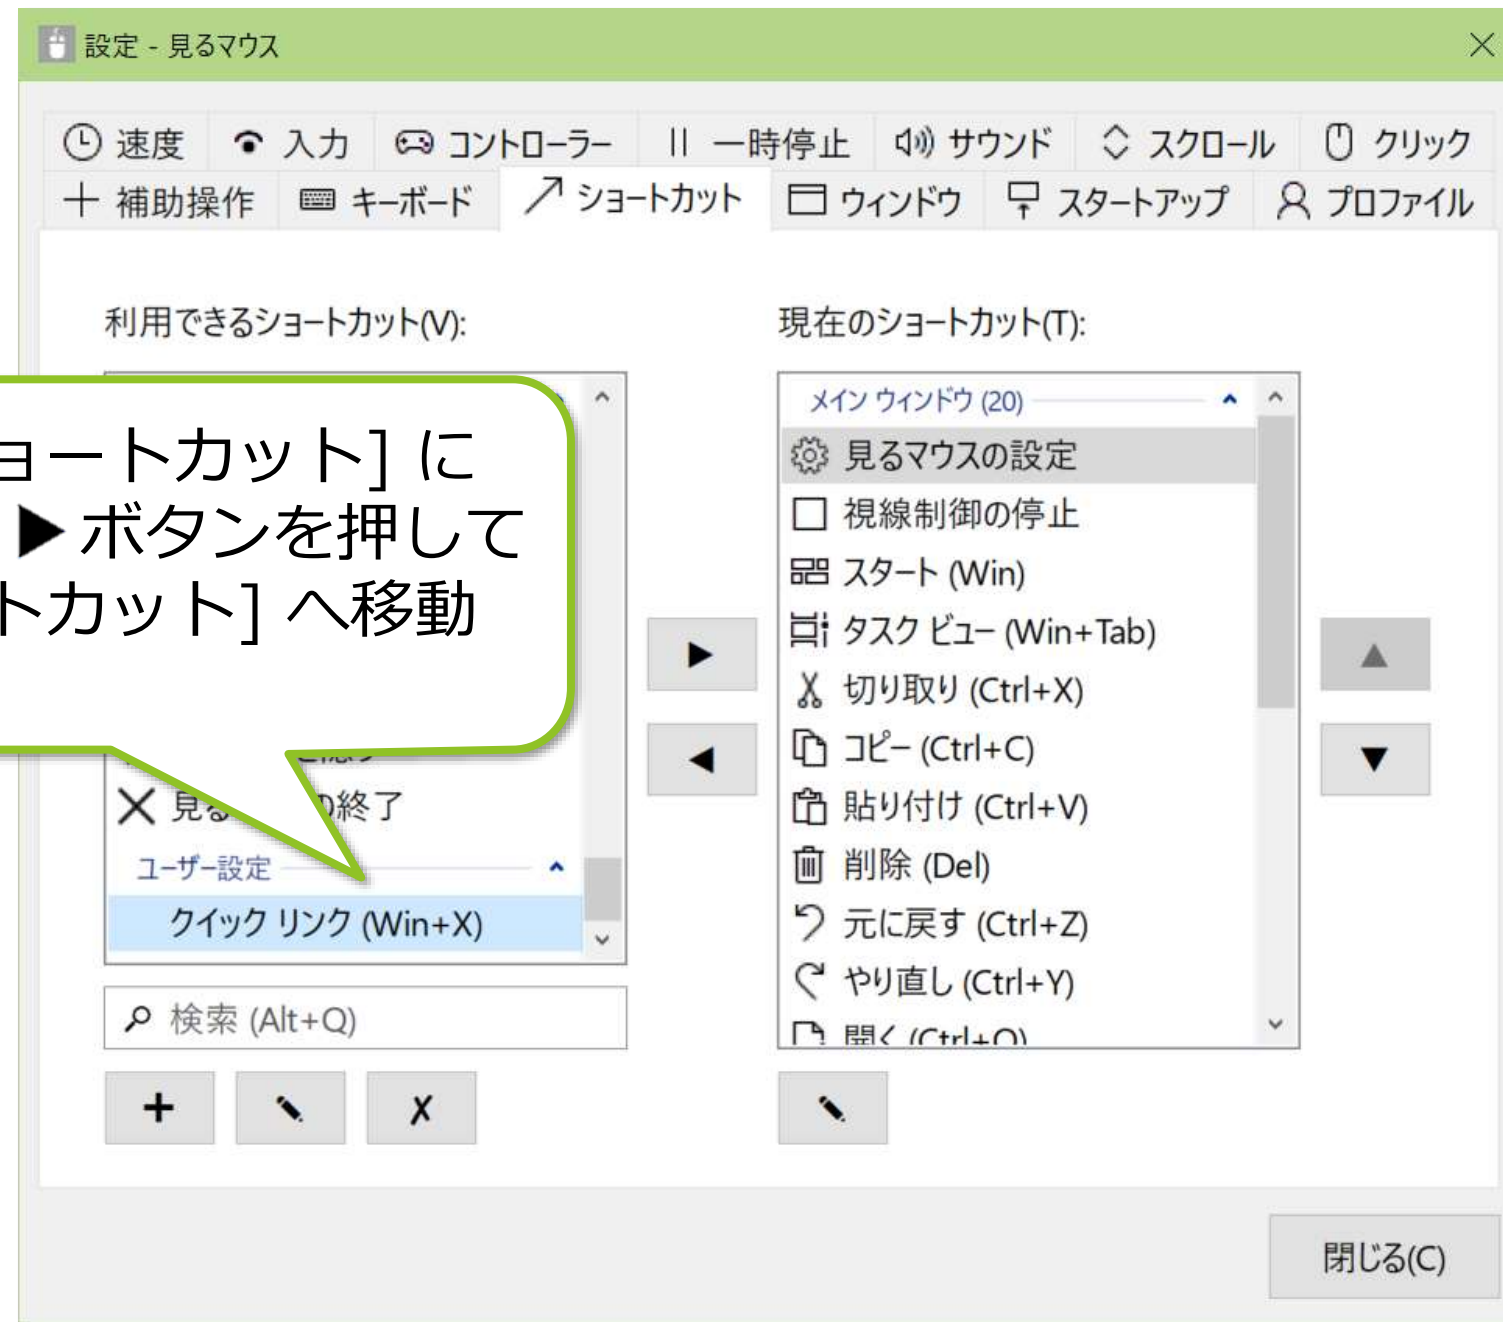 設定 - 見るマウス
速度 入力 コントローラー 一時停止 サウンド スクロール クリック
補助操作 キーボード ショートカット ウィンドウ スタートアップ プロファイル
利用できるショートカット(V):
ョートカット] に
▶ボタンを押して
トカット] へ移動
の終了
ユーザー設定
クイック リンク (Win+X)
検索 (Alt+Q)
現在のショートカット(T):
メイン ウィンドウ (20)
見るマウスの設定
視線制御の停止
スタート (Win)
タスク ビュー (Win+Tab)
切り取り (Ctrl+X)
コピー (Ctrl+C)
貼り付け (Ctrl+V)
削除 (Del)
元に戻す (Ctrl+Z)
やり直し (Ctrl+Y)
開く (Ctrl+O)
閉じる(C)